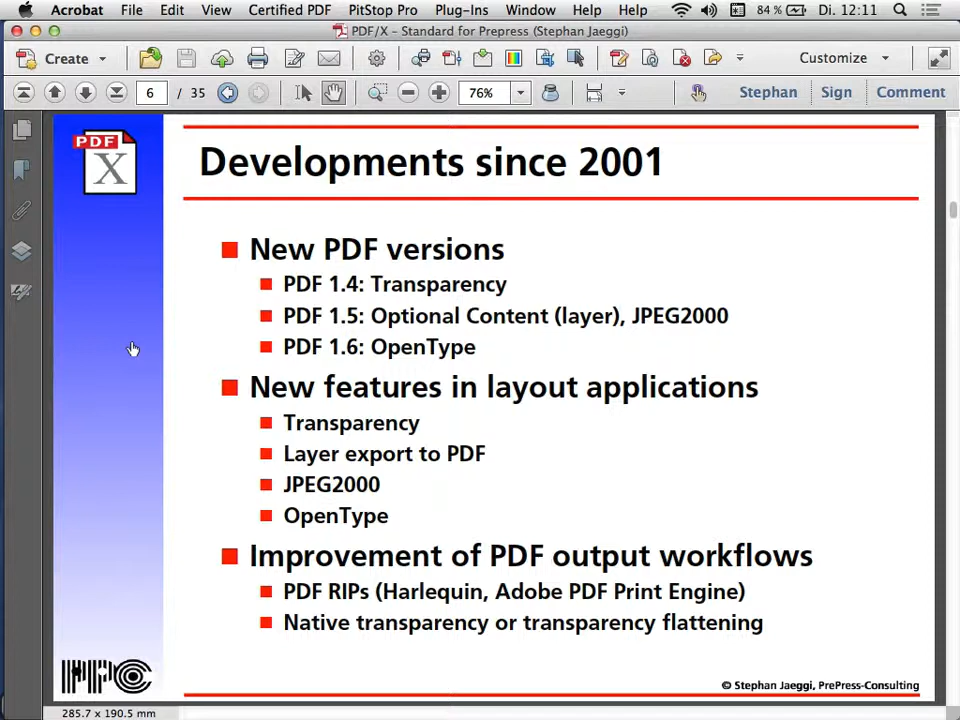 Acrobat File Edit View Certified PDF PitStop Pro Plug-Ins Window Help Help 84 % Di. 12:11
PDF/X - Standard for Prepress (Stephan Jaeggi)
Create Customize
6 / 35 76% Stephan Sign Comment
PDF
X
Developments since 2001
New PDF versions
PDF 1.4: Transparency
PDF 1.5: Optional Content (layer), JPEG2000
PDF 1.6: OpenType
New features in layout applications
Transparency
Layer export to PDF
JPEG2000
OpenType
Improvement of PDF output workflows
PDF RIPs (Harlequin, Adobe PDF Print Engine)
Native transparency or transparency flattening
PPC
© Stephan Jaeggi, PrePress-Consulting
285.7 x 190.5 mm